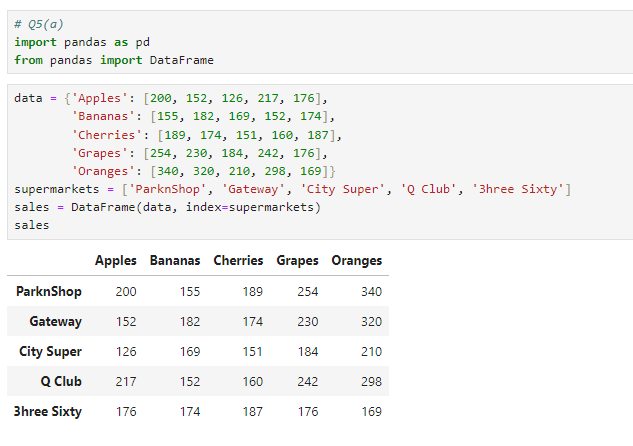 # Q5(a)
import pandas as pd
from pandas import DataFrame
data = {'Apples': [200, 152, 126, 217, 176],
'Bananas': [155, 182, 169, 152, 174],
'Cherries': [189, 174, 151, 160, 187],
'Grapes': [254, 230, 184, 242, 176],
'Oranges': [340, 320, 210, 298, 169]}
supermarkets = ['ParknShop', 'Gateway', 'City Super', 'Q Club', '3hree Sixty']
sales = DataFrame(data, index=supermarkets)
sales
Apples Bananas Cherries Grapes Oranges
ParknShop 200 155 189 254 340
Gateway 152 182 174 230 320
City Super 126 169 151 184 210
Q Club 217 152 160 242 298
3hree Sixty 176 174 187 176 169